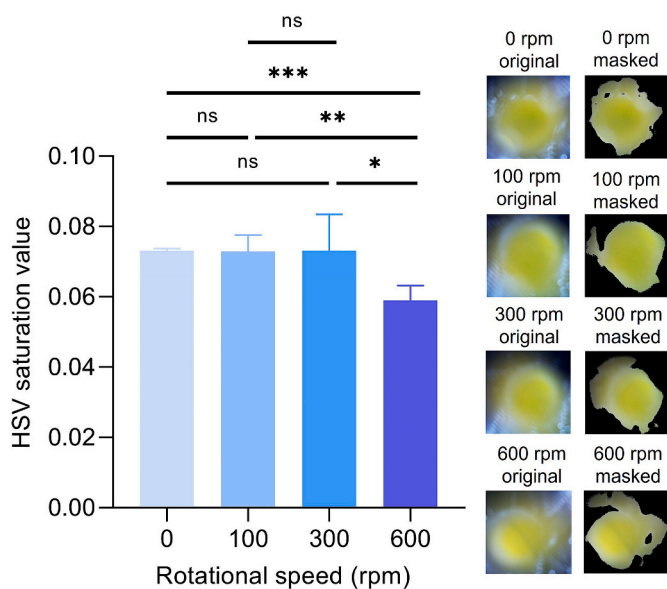 ns
***
ns
**
ns
*
HSV saturation value
0.10
0.08
0.06
0.04
0.02
0.00
0
100
300
600
Rotational speed (rpm)
0 rpm
original
0 rpm
masked
100 rpm
original
100 rpm
masked
300 rpm
original
300 rpm
masked
600 rpm
original
600 rpm
masked